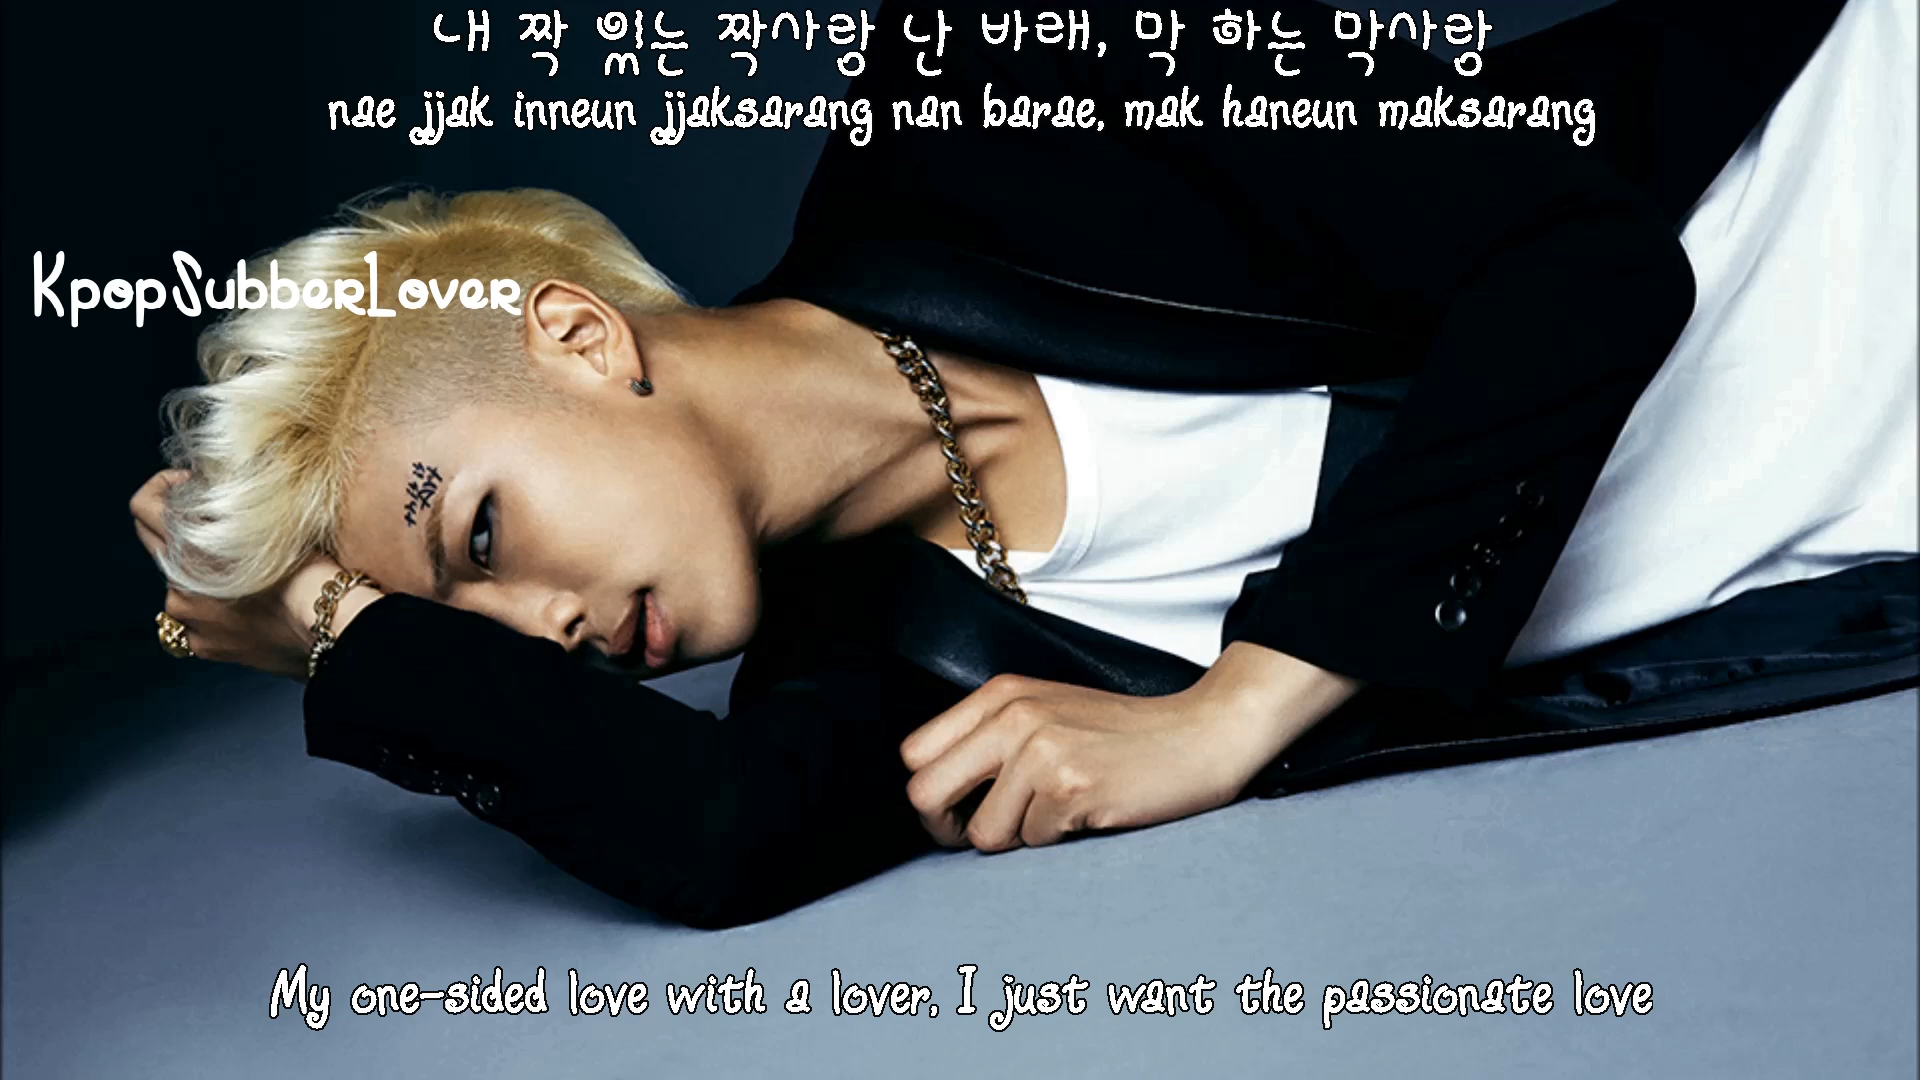 내 짝 잃는 짝사랑 난 바래, 막 하는 막사랑
nae jjak inneun jjaksarang nan barae, mak haneun maksarang
KpopSubberLover
My one-sided love with a lover, I just want the passionate love